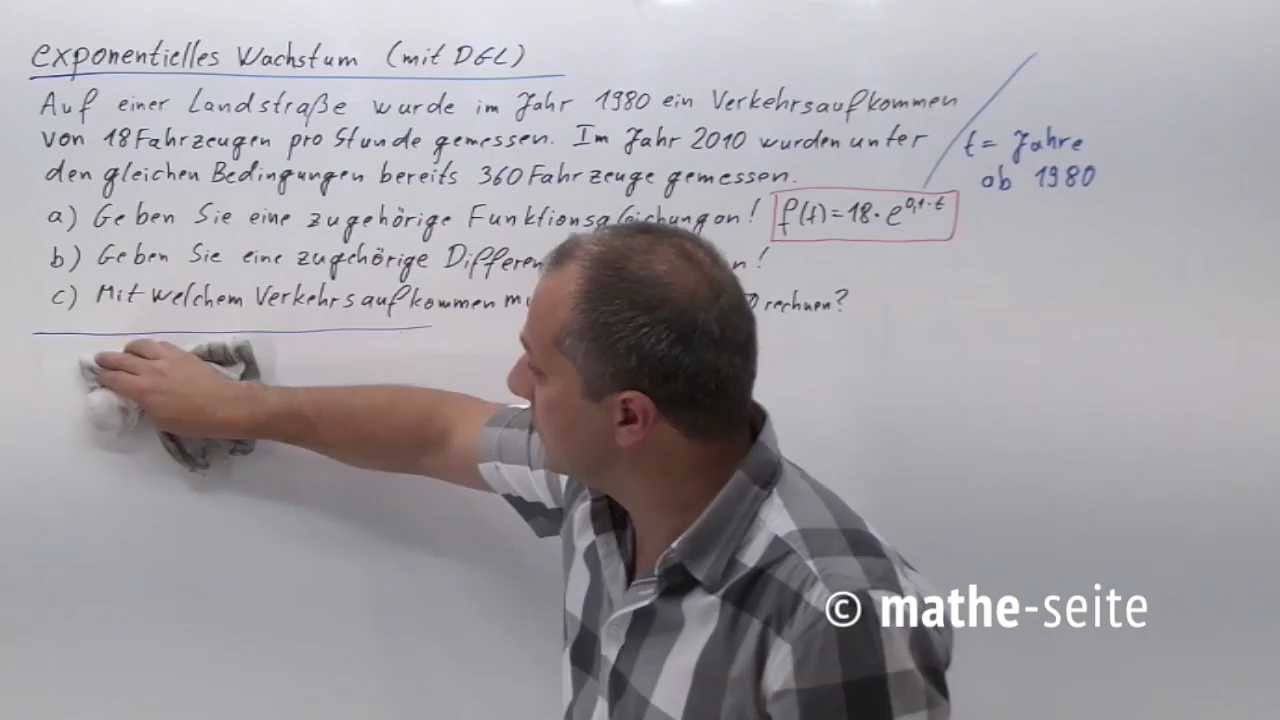 exponentielles Wachstum (mit DGL)
Auf einer Landstraße wurde im Jahr 1980 ein Verkehrsaufkommen
von 18 Fahrzeugen pro Stunde gemessen. Im Jahr 2010 wurden unter
den gleichen Bedingungen bereits 360 Fahrzeuge gemessen.
a) Geben Sie eine zugehörige Funktionsgleichung an! f(t)=18·e^0,1·t
b) Geben Sie eine zugehörige Differen n!
c) Mit welchem Verkehrsaufkommen rechnen?
t = Jahre
ab 1980
© mathe-seite